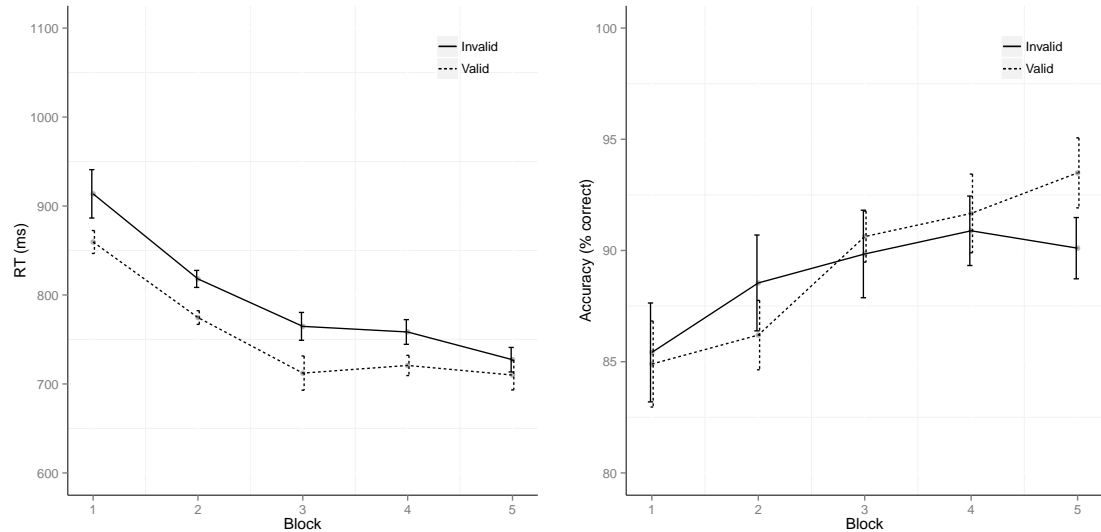 1100
1000
900
800
700
600
RT (ms)
Invalid
Valid
1 2 3 4 5
Block
100
95
90
85
80
Accuracy (% correct)
Invalid
Valid
1 2 3 4 5
Block